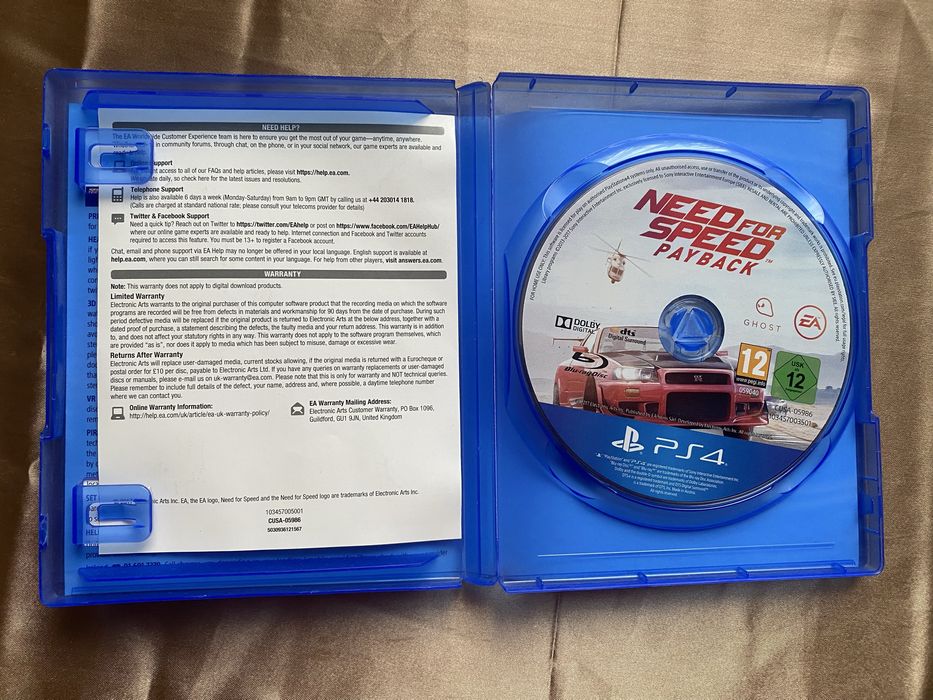 NEED HELP?
The EA Worldwide Customer Experience team is here to ensure you get the most out of your game—anytime, anywhere,
in community forums, through chat, on the phone, or in your social network, our game experts are available and
Support
access to all of our FAQs and help articles, please visit https://help.ea.com.
We update daily, so check here for the latest issues and resolutions.
Telephone Support
Help is also available 6 days a week (Monday-Saturday) from 9am to 9pm GMT by calling us at +44 203014 1818.
(Calls are charged at standard national rate; please consult your telecoms provider for details)
Twitter & Facebook Support
Need a quick tip? Reach out on Twitter to https://twitter.com/EAhelp or post on https://www.facebook.com/EAHelpHub/
where our online game experts are available and ready to help. Internet connection and Facebook and Twitter accounts
required to access this feature. You must be 13+ to register a Facebook account.
Chat, email and phone support via EA Help may no longer be offered in your local language. English support is available at
help.ea.com, where you can still search for some content in your language. For help from other players, visit answers.ea.com.
WARRANTY
Note: This warranty does not apply to digital download products.
Limited Warranty
Electronic Arts warrants to the original purchaser of this computer software product that the recording media on which the software
programs are recorded will be free from defects in materials and workmanship for 90 days from the date of purchase. During such
period defective media will be replaced if the original product is returned to Electronic Arts at the below address, together with a
dated proof of purchase, a statement describing the defects, the faulty media and your return address. This warranty is in addition
to, and does not affect your statutory rights in any way. This warranty does not apply to the software program themselves, which
are provided "as is", nor does it apply to media which has been subject to misuse, damage or excessive wear.
Returns After Warranty
Electronic Arts will replace user-damaged media, current stocks allowing, if the original media is returned with a Eurocheque or
postal order for £10 per disc, payable to Electronic Arts Ltd. If you have any queries on warranty replacements or user-damaged
discs or manuals, please e-mail us on uk-warranty@ea.com. Please note that this is only for warranty and NOT technical queries.
Please remember to include full details of the defect, your name, address and, where possible, a daytime telephone number
where we can contact you.
Online Warranty Information:
http://help.ea.com/uk/article/ea-uk-warranty-policy/
EA Warranty Mailing Address:
Electronic Arts Customer Warranty, PO Box 1096,
Guildford, GU1 9JN, United Kingdom
Arts Inc. EA, the EA logo, Need for Speed and the Need for Speed logo are trademarks of Electronic Arts Inc.
103457005001
CUSA-05986
5030936121567
NEED FOR
SPEED™
PAYBACK
GHOST
EA
DOLBY
DIGITAL
dts
Digital Surround
Blu-ray Disc
12
www.pegi.info
059040
USK
12
CUSA-05986
103457003501
PS4